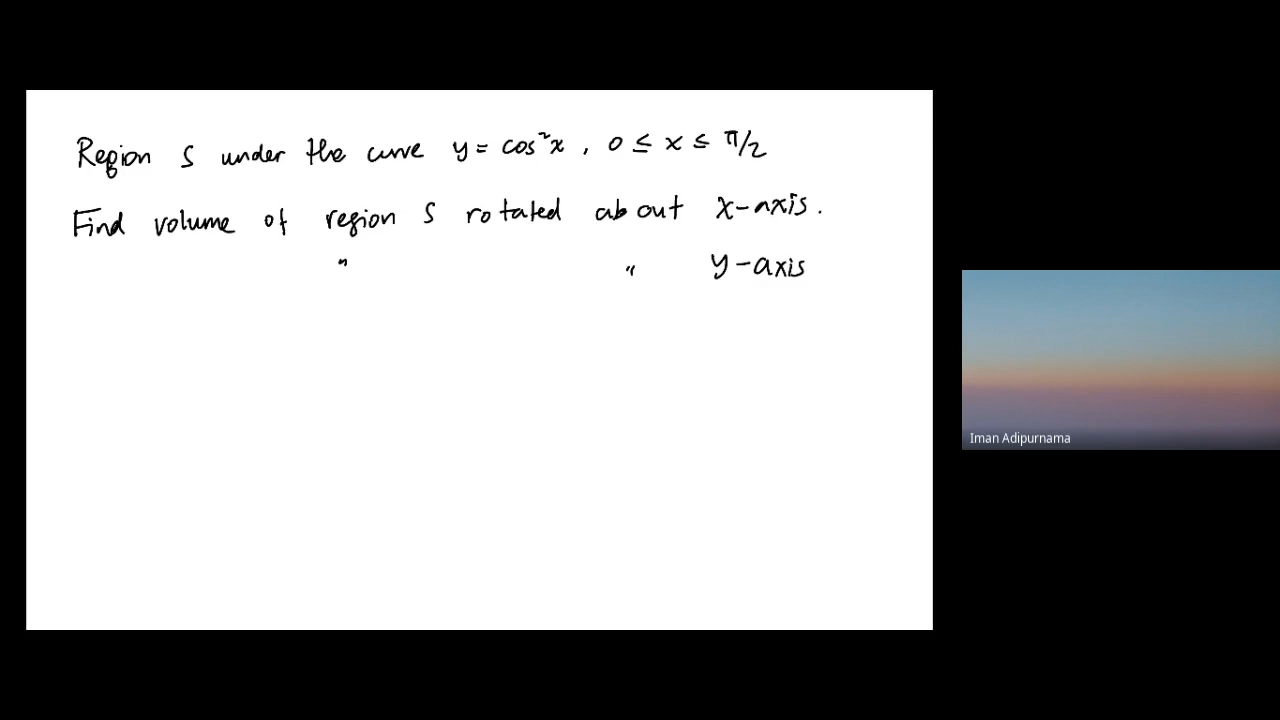 Region S under the curve y = cos²x , 0 ≤ x ≤ π/2
Find volume of region S rotated about x-axis.
" " y-axis
Iman Adipurnama